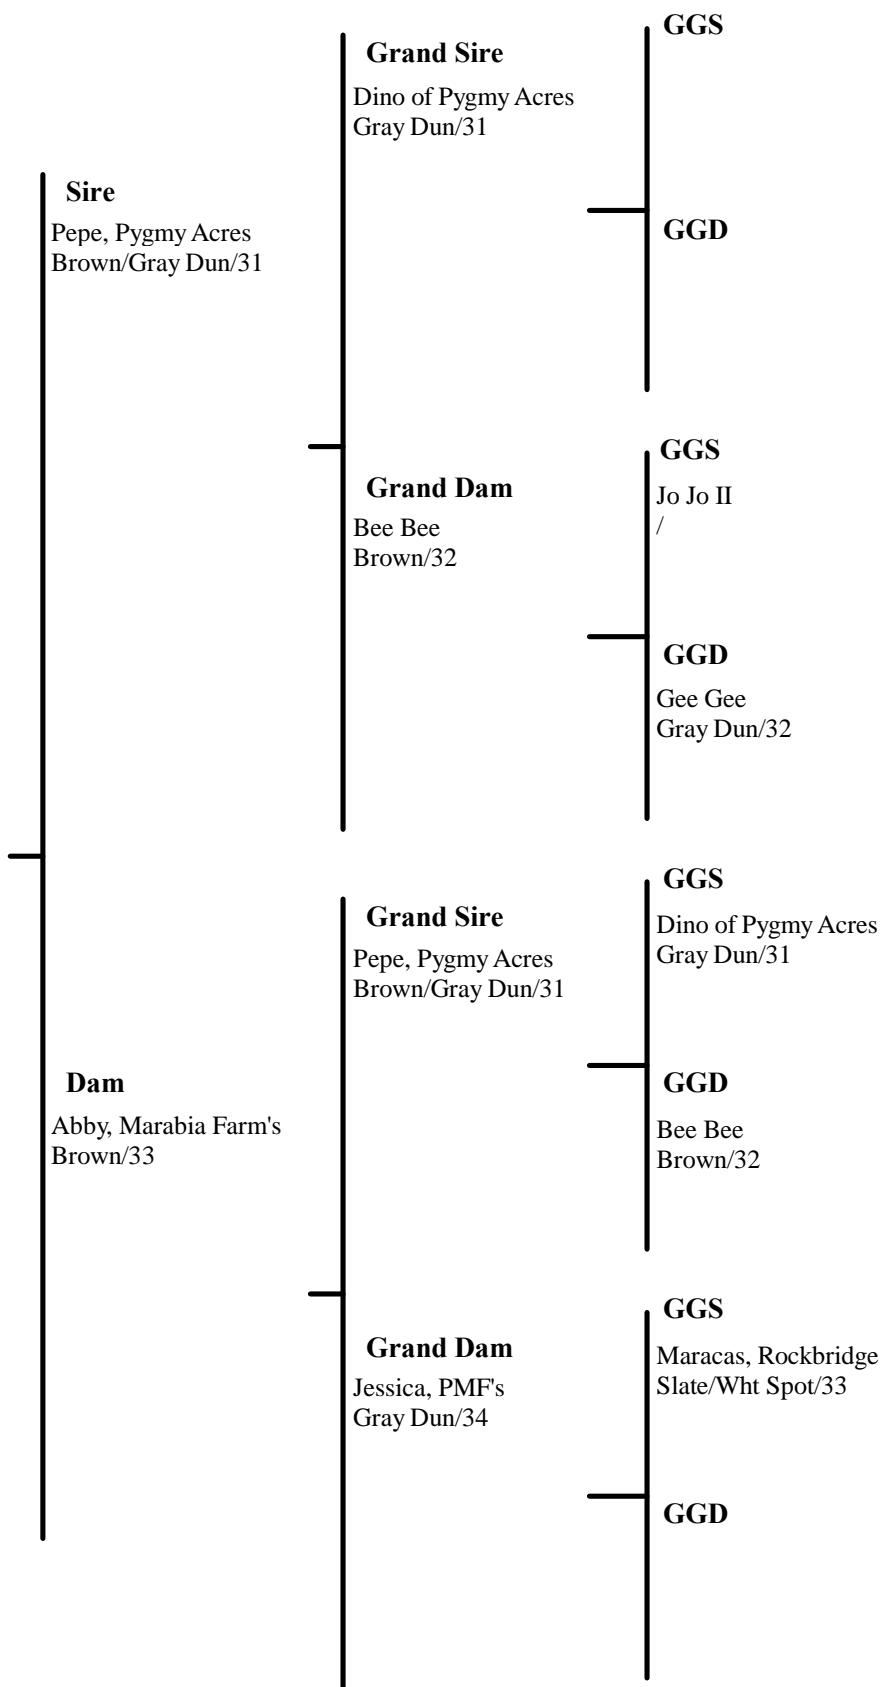 GGS
Grand Sire
Dino of Pygmy Acres
Gray Dun/31
Sire
Pepe, Pygmy Acres
Brown/Gray Dun/31
GGD
GGS
Grand Dam
Jo Jo II
/
Bee Bee
Brown/32
GGD
Gee Gee
Gray Dun/32
GGS
Grand Sire
Dino of Pygmy Acres
Gray Dun/31
Pepe, Pygmy Acres
Brown/Gray Dun/31
Dam
Abby, Marabia Farm's
Brown/33
GGD
Bee Bee
Brown/32
GGS
Grand Dam
Maracas, Rockbridge
Slate/Wht Spot/33
Jessica, PMF's
Gray Dun/34
GGD